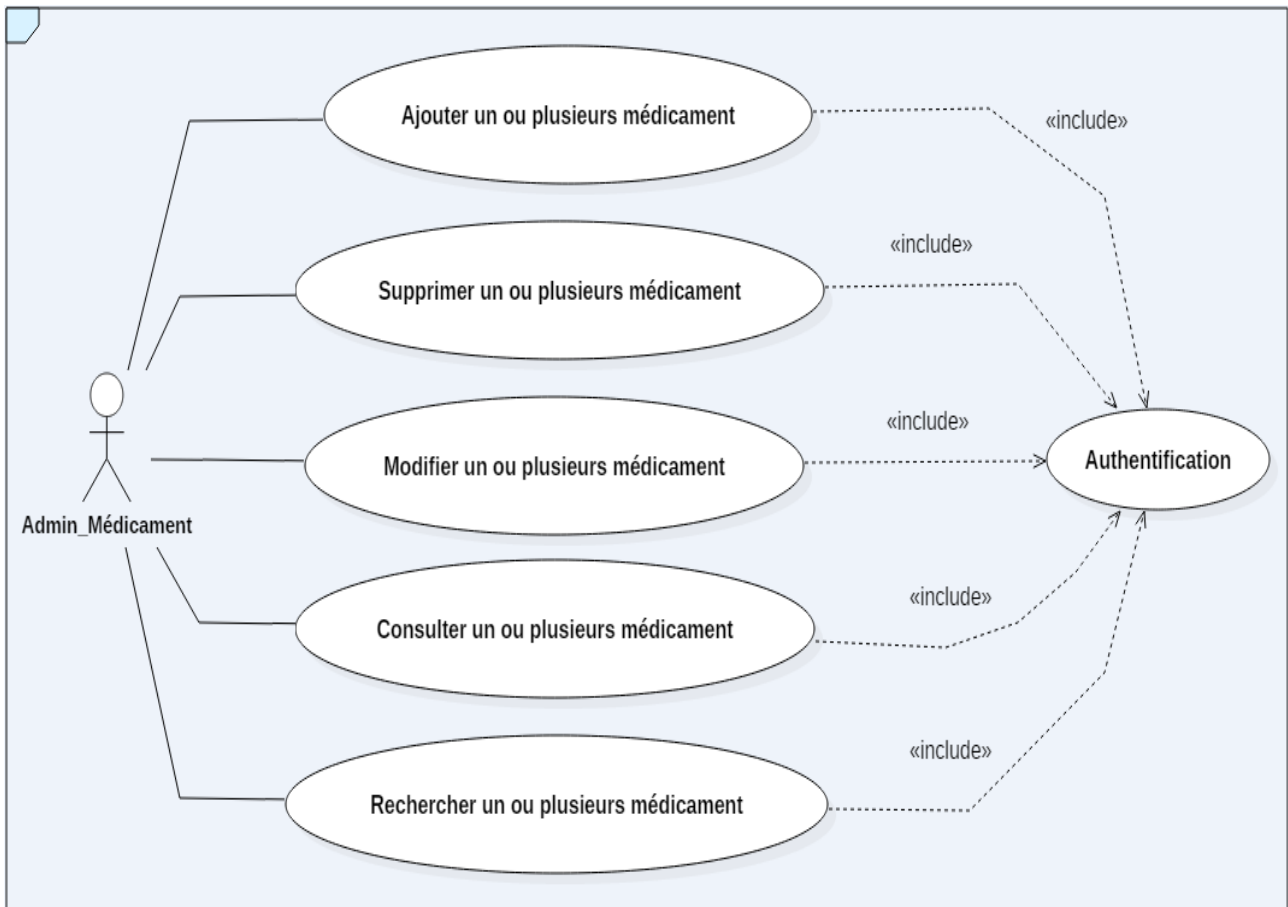 Ajouter un ou plusieurs médicament
«include»
Supprimer un ou plusieurs médicament
«include»
Modifier un ou plusieurs médicament
«include»
Authentification
Admin_Médicament
Consulter un ou plusieurs médicament
«include»
Rechercher un ou plusieurs médicament
«include»